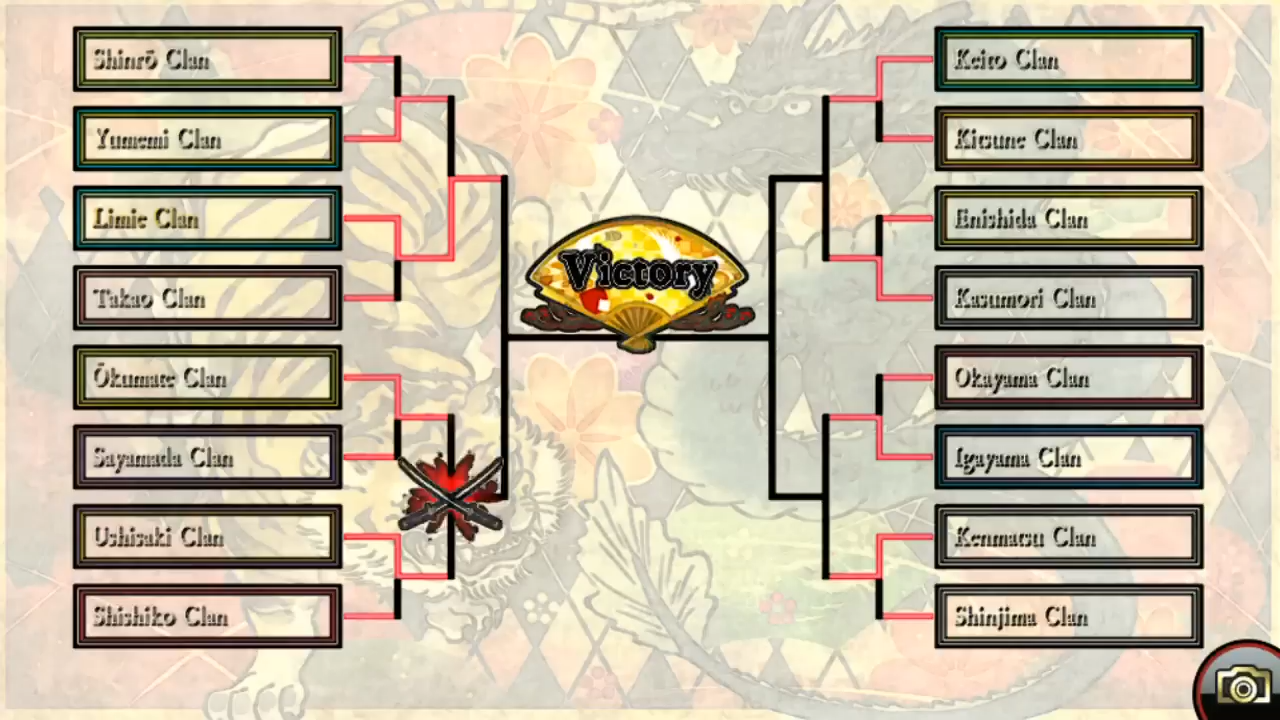 Shinrō Clan
Yumemi Clan
Limie Clan
Takao Clan
Ōkumate Clan
Sayamada Clan
Ushisaki Clan
Shishiko Clan
Victory
Keito Clan
Kitsune Clan
Enishida Clan
Kasumori Clan
Okayama Clan
Igayama Clan
Kenmatsu Clan
Shinjima Clan